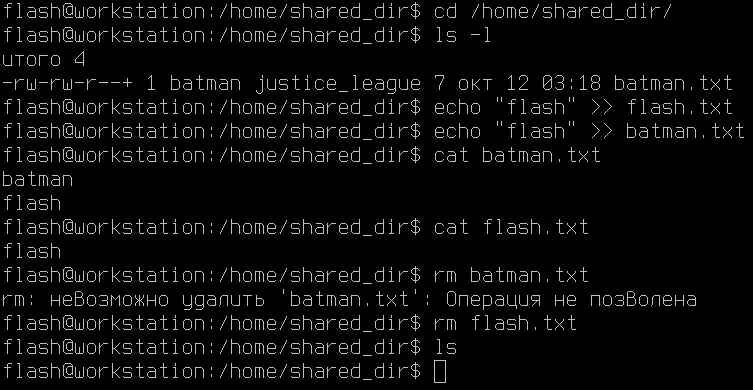 flash@workstation:/home/shared_dir$ cd /home/shared_dir/
flash@workstation:/home/shared_dir$ ls -l
итого 4
-rw-rw-r--+ 1 batman justice_league 7 окт 12 03:18 batman.txt
flash@workstation:/home/shared_dir$ echo "flash" >> flash.txt
flash@workstation:/home/shared_dir$ echo "flash" >> batman.txt
flash@workstation:/home/shared_dir$ cat batman.txt
batman
flash
flash@workstation:/home/shared_dir$ cat flash.txt
flash
flash@workstation:/home/shared_dir$ rm batman.txt
rm: невозможно удалить 'batman.txt': Операция не позволена
flash@workstation:/home/shared_dir$ rm flash.txt
flash@workstation:/home/shared_dir$ ls
flash@workstation:/home/shared_dir$